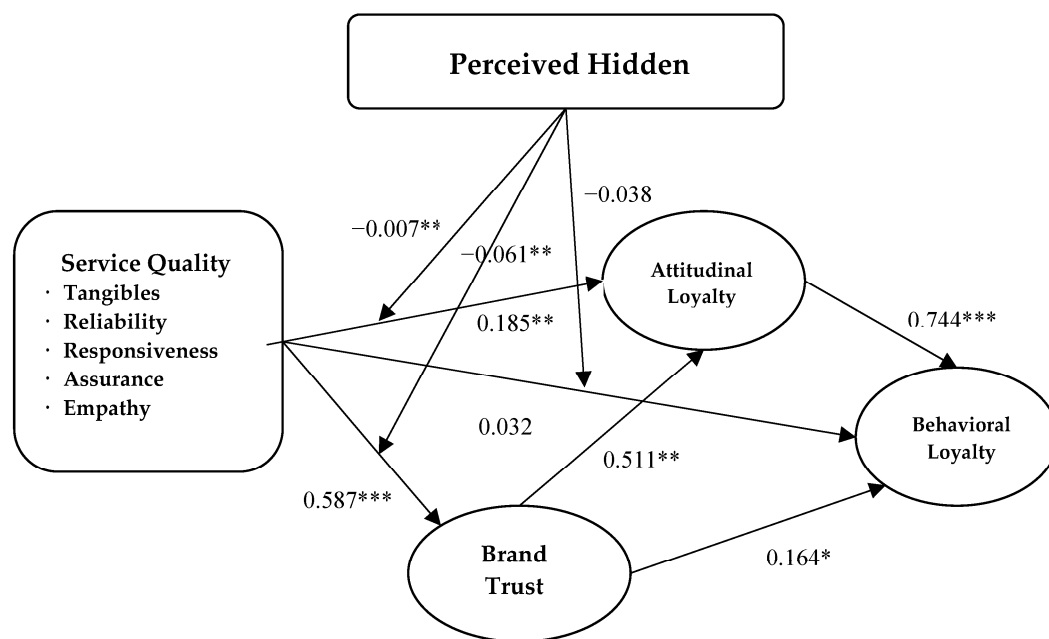 Perceived Hidden
−0.038
−0.007**
−0.061**
Service Quality
· Tangibles
· Reliability
· Responsiveness
· Assurance
· Empathy
Attitudinal
Loyalty
0.185**
0.744***
0.032
Behavioral
Loyalty
0.511**
0.587***
Brand
Trust
0.164*